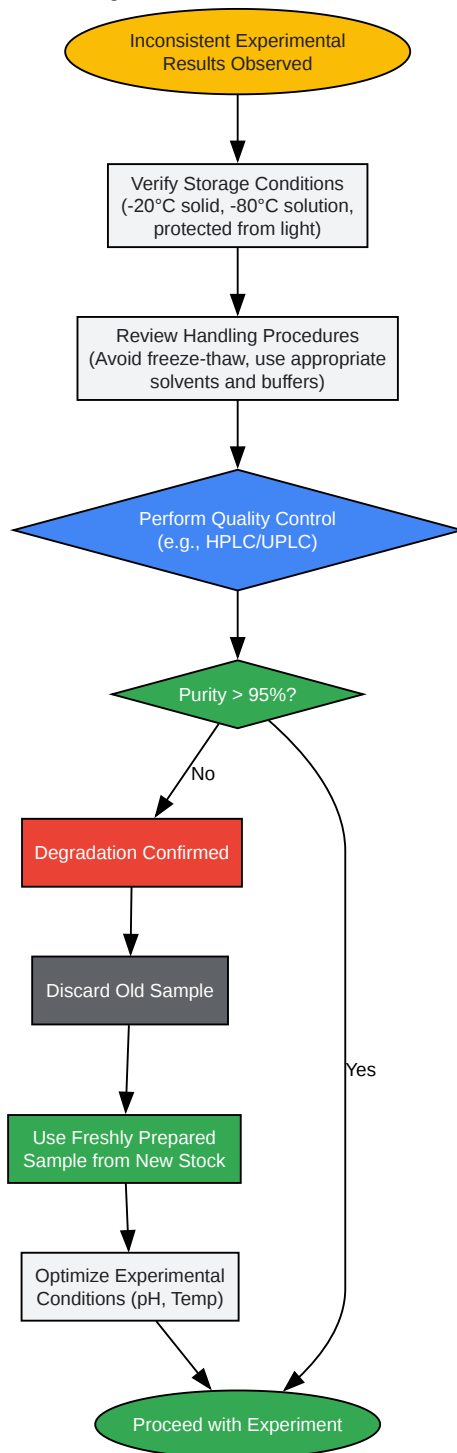 Inconsistent Experimental
Results Observed
Verify Storage Conditions
(-20°C solid, -80°C solution,
protected from light)
Review Handling Procedures
(Avoid freeze-thaw, use appropriate
solvents and buffers)
Perform Quality Control
(e.g., HPLC/UPLC)
Purity > 95%?
No
Degradation Confirmed
Discard Old Sample
Yes
Use Freshly Prepared
Sample from New Stock
Optimize Experimental
Conditions (pH, Temp)
Proceed with Experiment